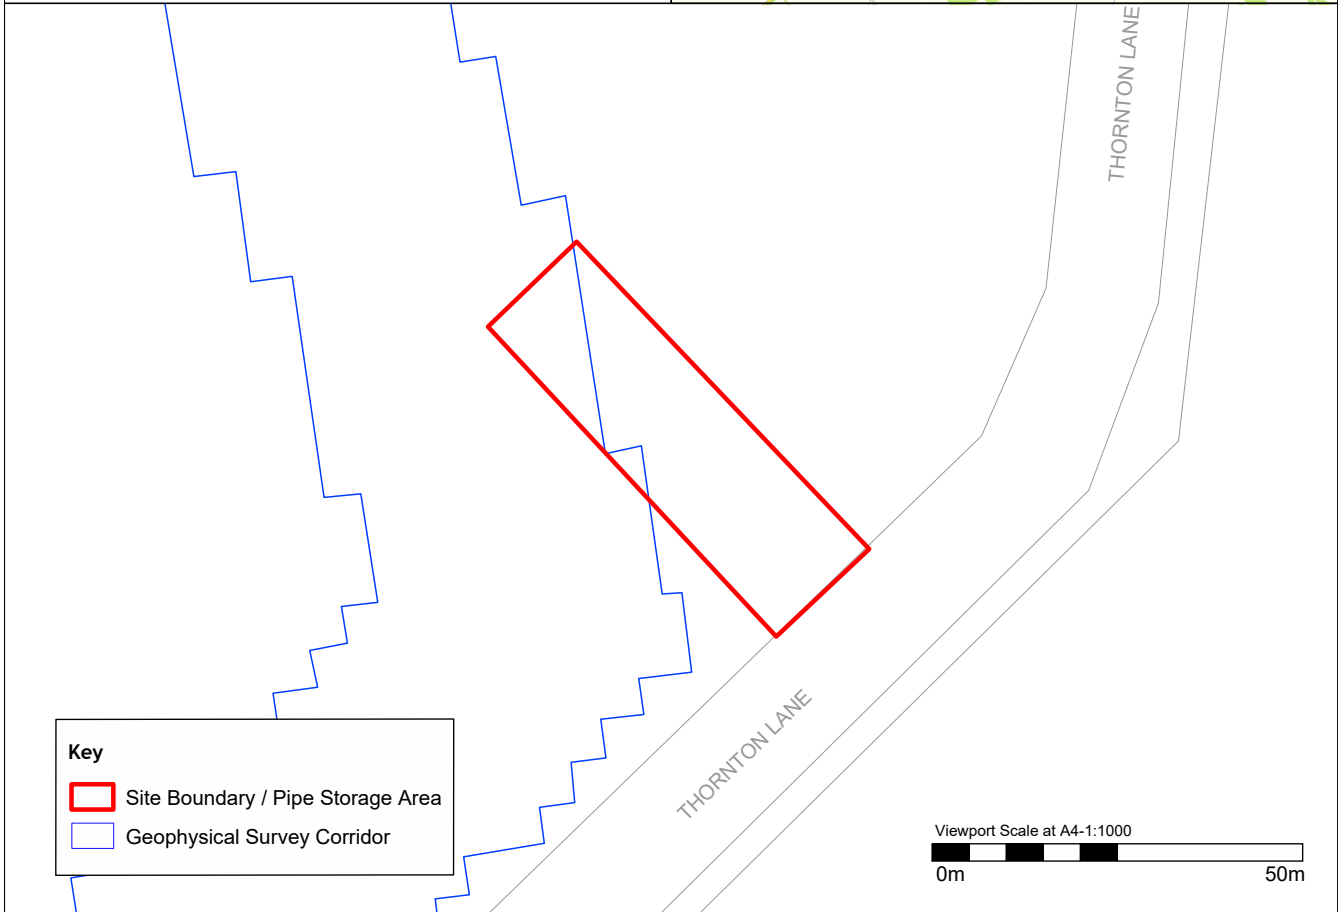 THORNTON LANE
THORNTON LANE
Key
Site Boundary / Pipe Storage Area
Geophysical Survey Corridor
Viewport Scale at A4-1:1000
0m 50m